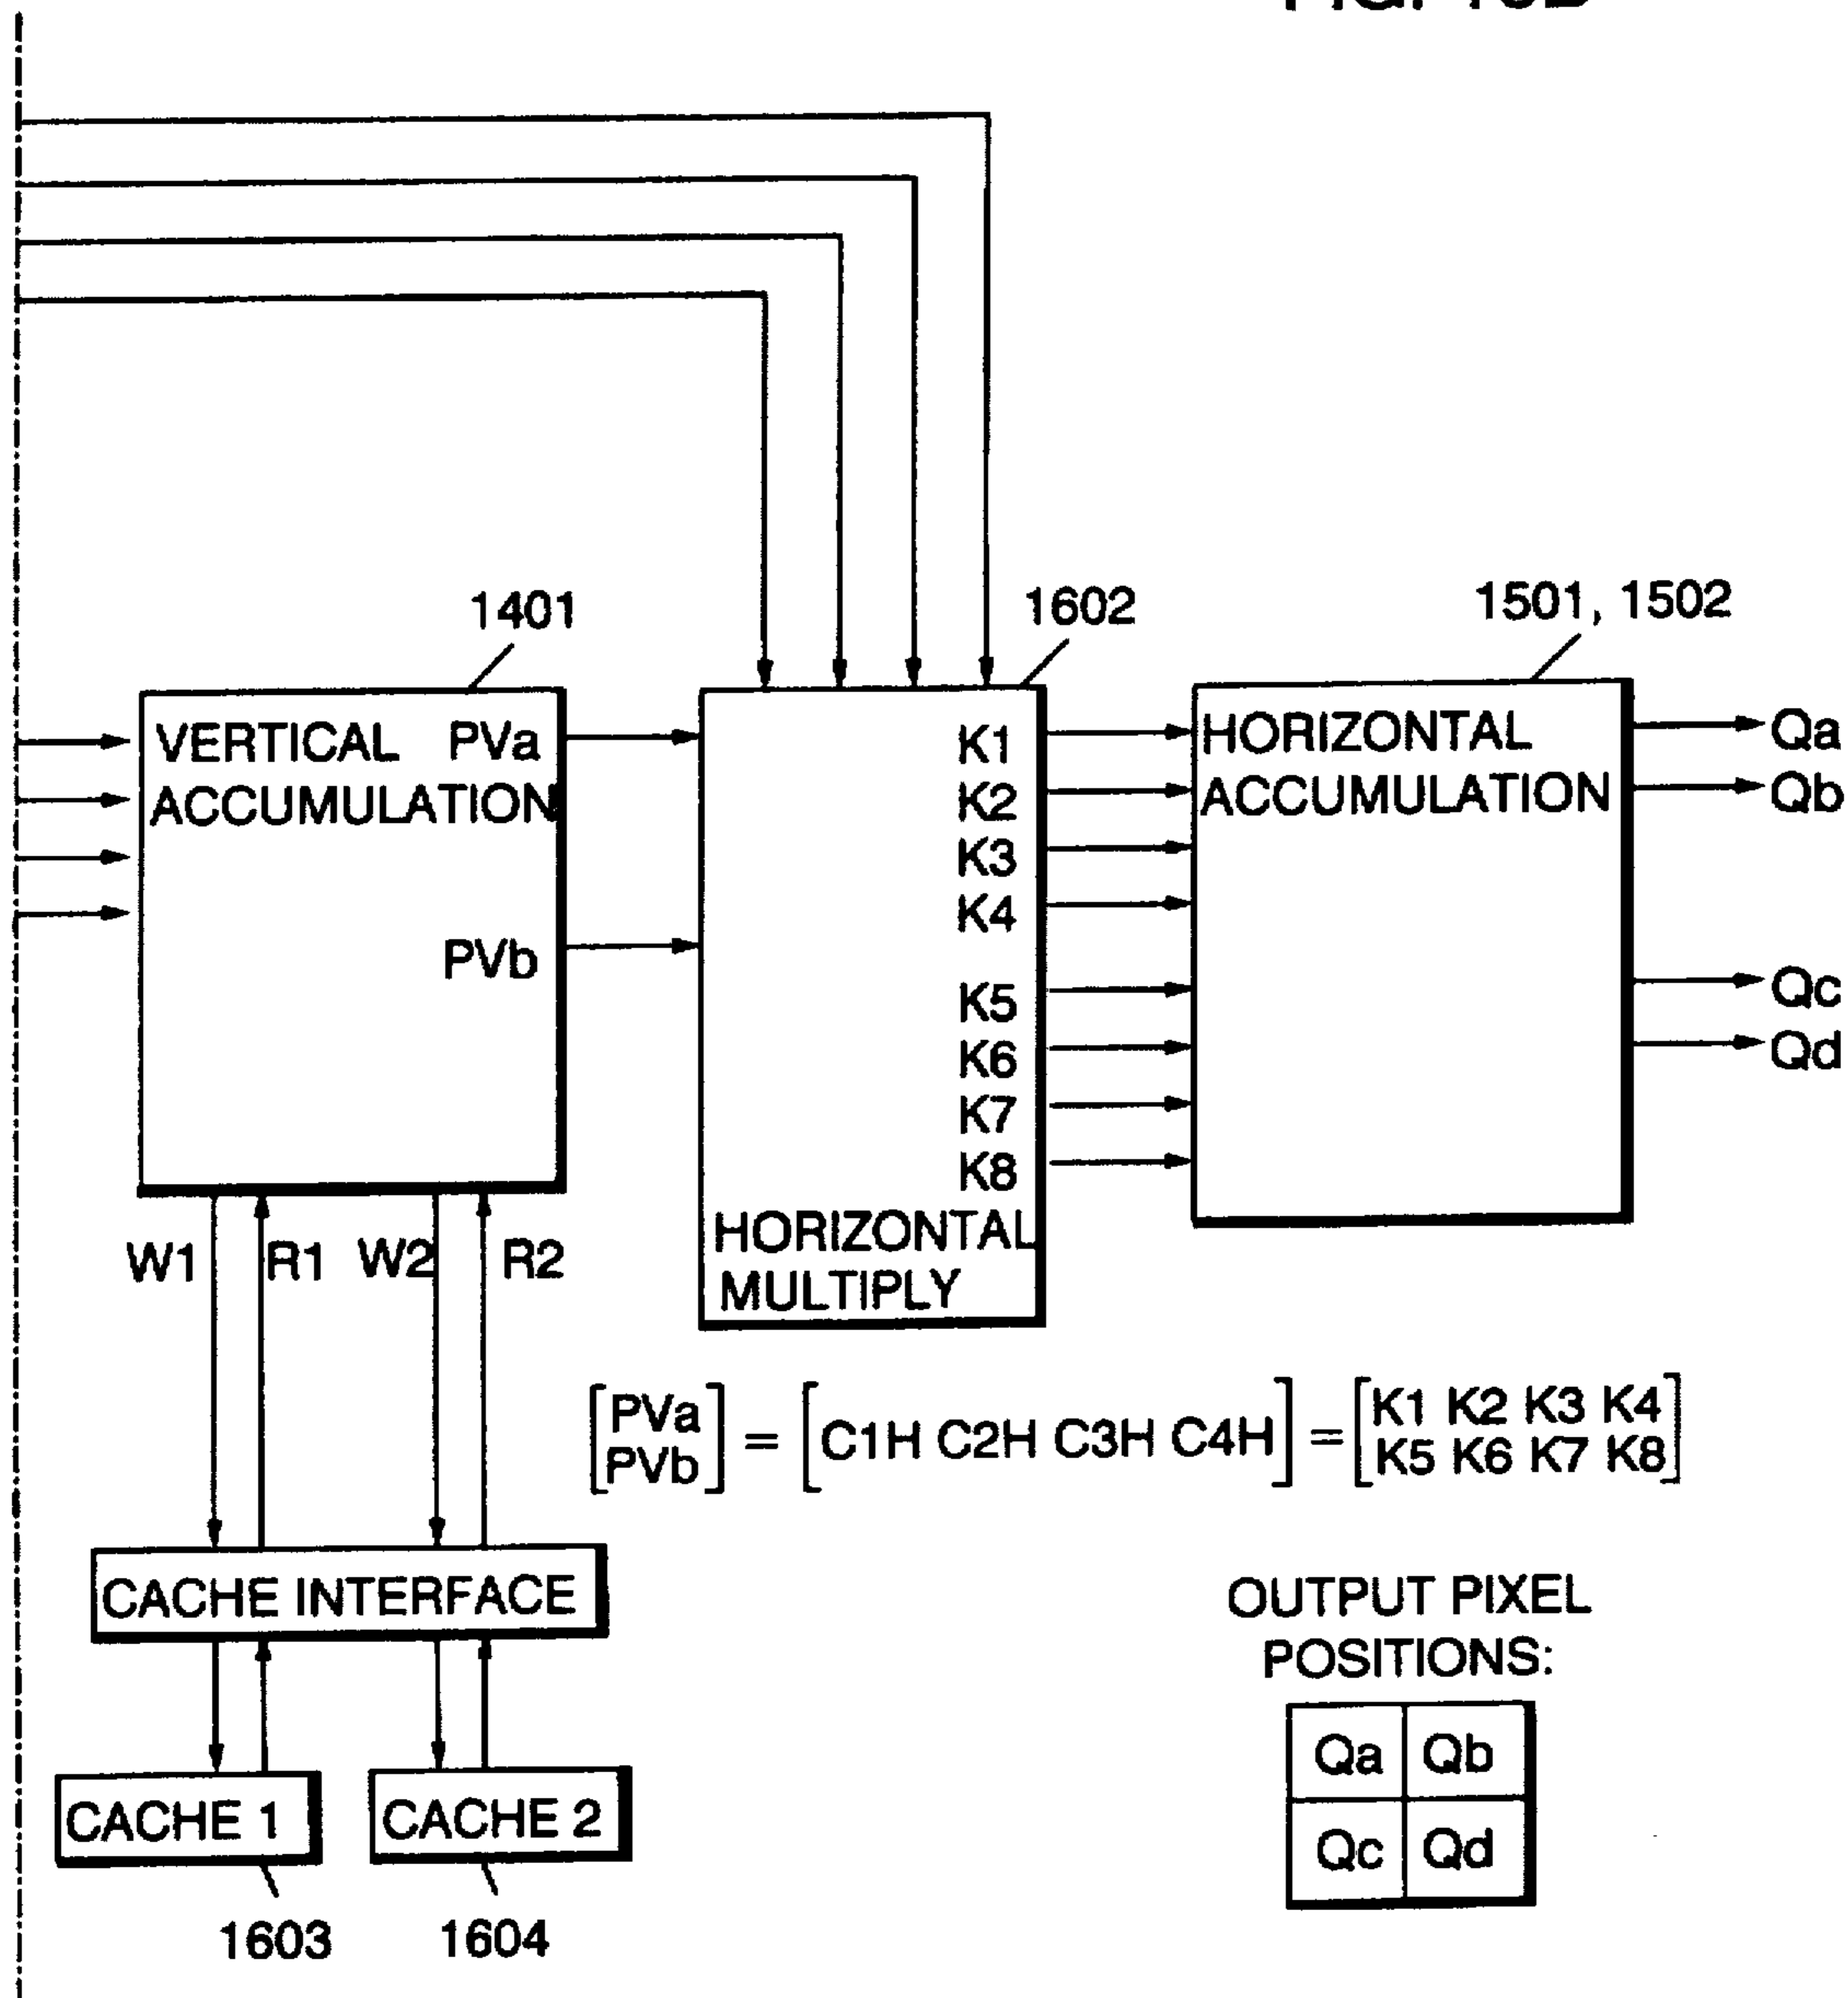 1401
1602
1501, 1502
VERTICAL PVa
ACCUMULATION
PVb
K1
K2
K3
K4
K5
K6
K7
K8
HORIZONTAL
MULTIPLY
HORIZONTAL
ACCUMULATION
Qa
Qb
Qc
Qd
W1 R1 W2 R2
[PVa PVb] = [C1H C2H C3H C4H] = [K1 K2 K3 K4
K5 K6 K7 K8]
CACHE INTERFACE
CACHE 1
CACHE 2
1603
1604
OUTPUT PIXEL
POSITIONS:
Qa Qb
Qc Qd